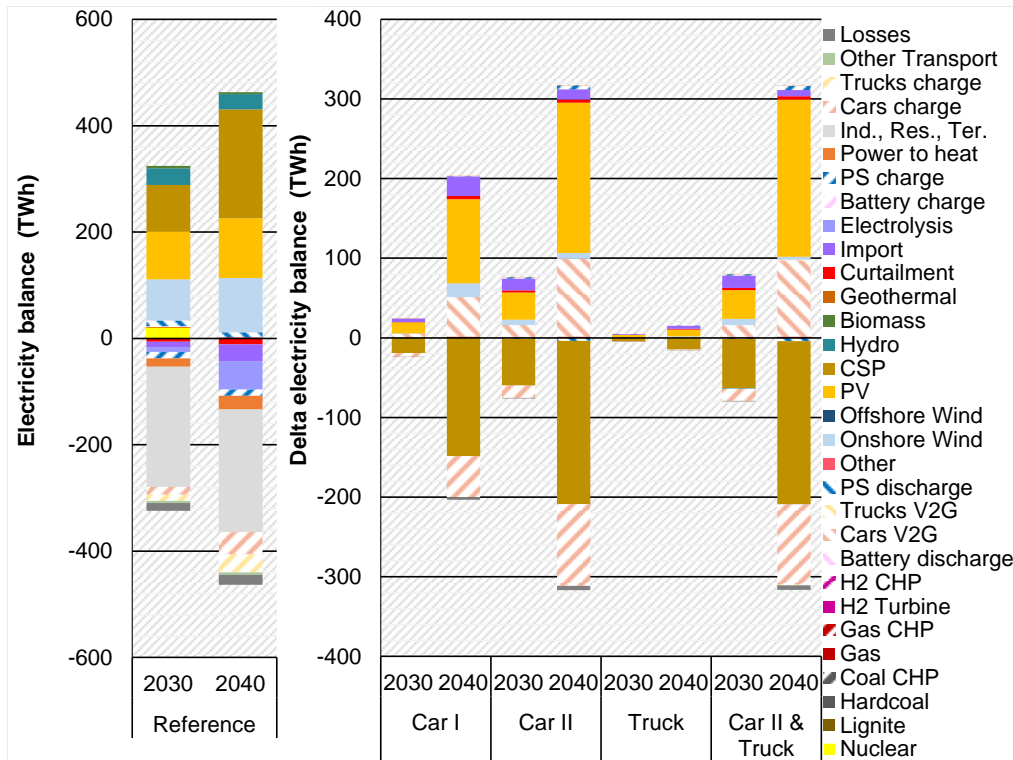 Electricity balance (TWh)
600
400
200
0
-200
-400
-600
2030 2040
Reference
Delta electricity balance (TWh)
400
300
200
100
0
-100
-200
-300
-400
2030 2040 2030 2040 2030 2040 2030 2040
Car I
Car II
Truck
Car II &
Truck
Losses
Other Transport
Trucks charge
Cars charge
Ind., Res., Ter.
Power to heat
PS charge
Battery charge
Electrolysis
Import
Curtailment
Geothermal
Biomass
Hydro
CSP
PV
Offshore Wind
Onshore Wind
Other
PS discharge
Trucks V2G
Cars V2G
Battery discharge
H2 CHP
H2 Turbine
Gas CHP
Gas
Coal CHP
Hardcoal
Lignite
Nuclear